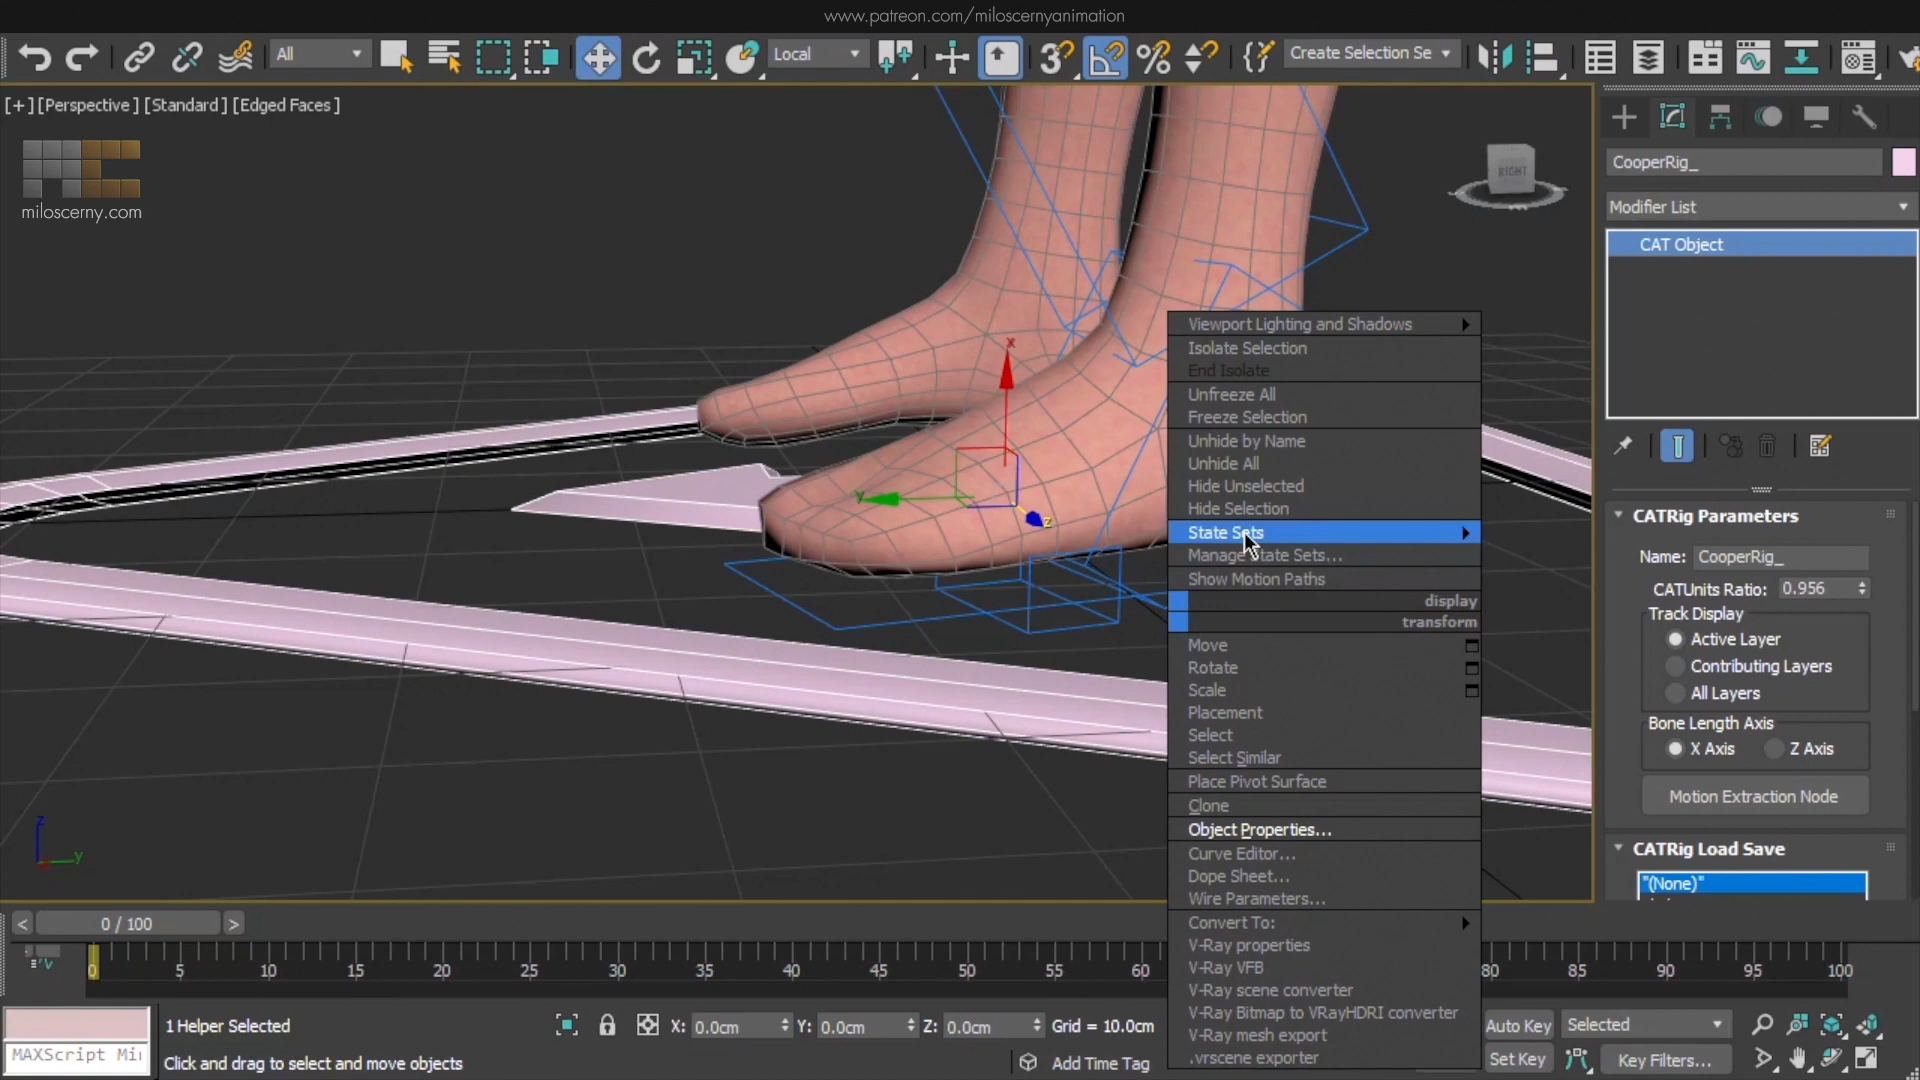 www.patreon.com/miloscernyanimation
All
Local
Create Selection Se
[+] [Perspective] [Standard] [Edged Faces]
miloscerny.com
RIGHT
CooperRig_
Modifier List
CAT Object
x
y
z
Viewport Lighting and Shadows
Isolate Selection
End Isolate
Unfreeze All
Freeze Selection
Unhide by Name
Unhide All
Hide Unselected
Hide Selection
State Sets
Manage State Sets...
Show Motion Paths
display
transform
Move
Rotate
Scale
Placement
Select
Select Similar
Place Pivot Surface
Clone
Object Properties...
Curve Editor...
Dope Sheet...
Wire Parameters...
Convert To:
V-Ray properties
V-Ray VFB
V-Ray scene converter
V-Ray Bitmap to VRayHDRI converter
V-Ray mesh export
.vrscene exporter
CATRig Parameters
Name: CooperRig_
CATUnits Ratio: 0.956
Track Display
Active Layer
Contributing Layers
All Layers
Bone Length Axis
X Axis Z Axis
Motion Extraction Node
CATRig Load Save
"(None)"
z
y
< 0 / 100 >
0 5 10 15 20 25 30 35 40 45 50 55 60 80 85 90 95 100
1 Helper Selected
X: 0.0cm Y: 0.0cm Z: 0.0cm Grid = 10.0cm
Auto Key Selected
MAXScript Mi
Click and drag to select and move objects
Add Time Tag
Set Key Key Filters...